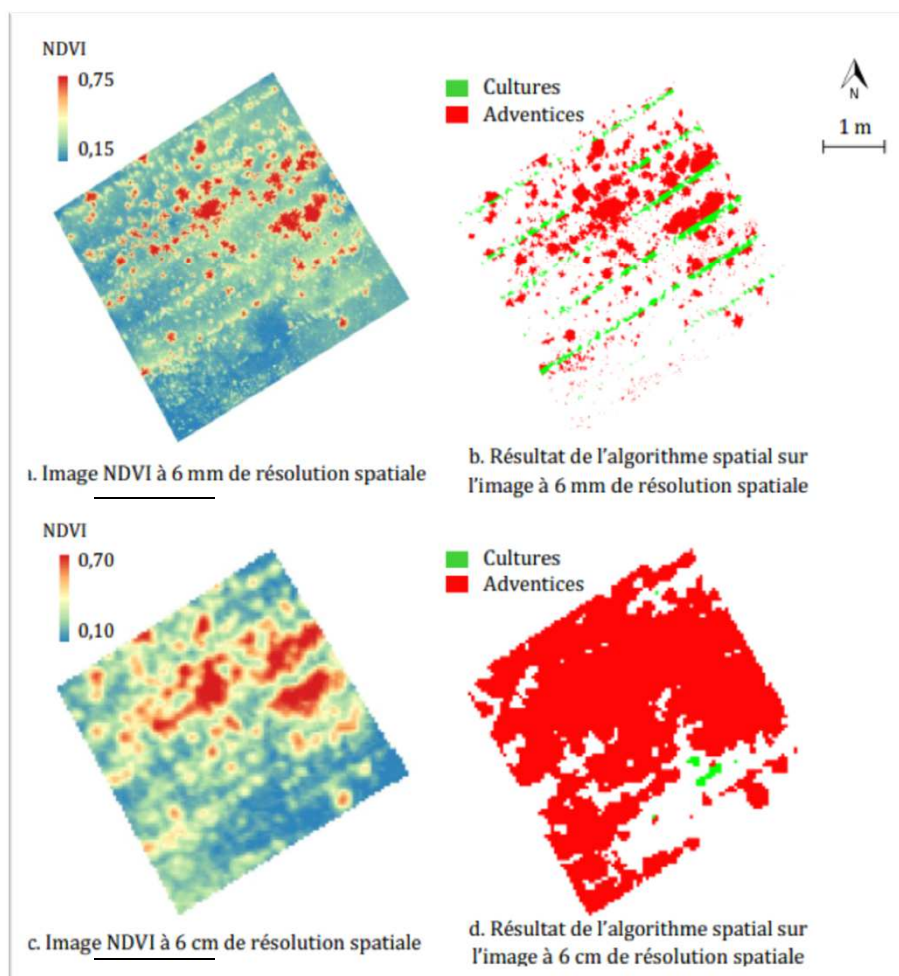 NDVI
0,75
0,15
Cultures
Adventices
N
1 m
ı. Image NDVI à 6 mm de résolution spatiale
b. Résultat de l'algorithme spatial sur
l'image à 6 mm de résolution spatiale
NDVI
0,70
0,10
Cultures
Adventices
c. Image NDVI à 6 cm de résolution spatiale
d. Résultat de l'algorithme spatial sur
l'image à 6 cm de résolution spatiale